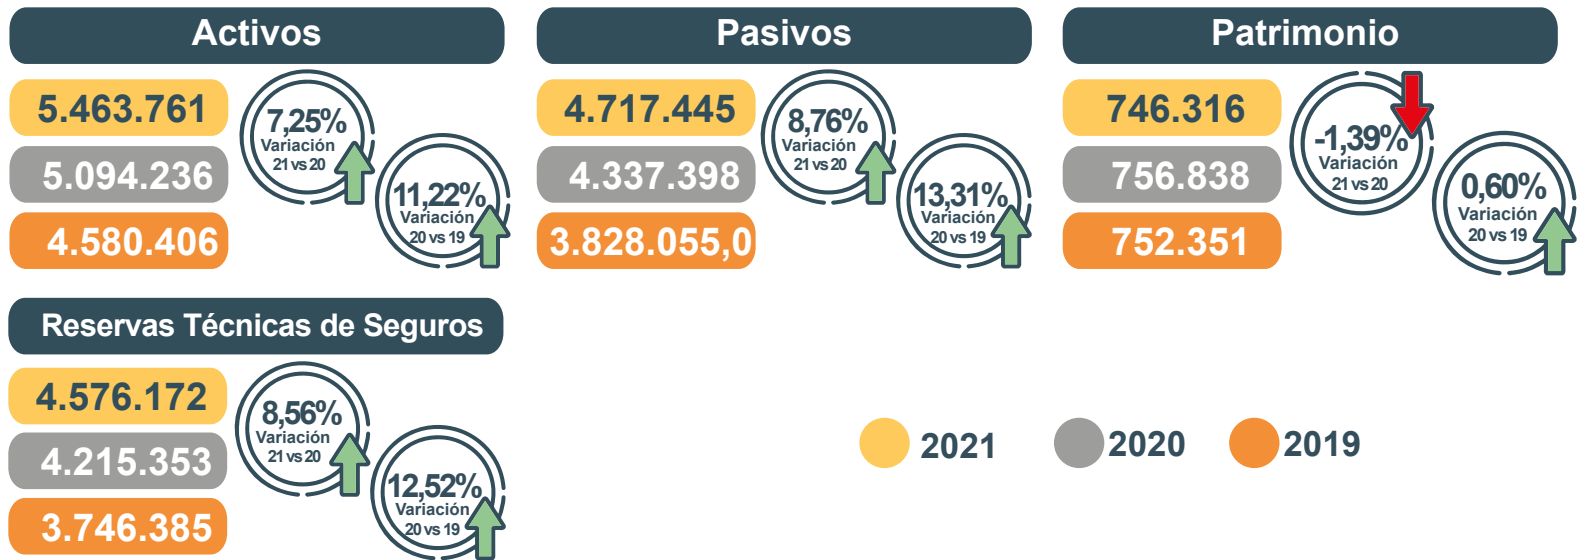 Activos
5.463.761
5.094.236
4.580.406
7,25%
Variación
21 vs 20
11,22%
Variación
20 vs 19
Pasivos
4.717.445
4.337.398
3.828.055,0
8,76%
Variación
21 vs 20
13,31%
Variación
20 vs 19
Patrimonio
746.316
756.838
752.351
-1,39%
Variación
21 vs 20
0,60%
Variación
20 vs 19
Reservas Técnicas de Seguros
4.576.172
4.215.353
3.746.385
8,56%
Variación
21 vs 20
12,52%
Variación
20 vs 19
2021
2020
2019